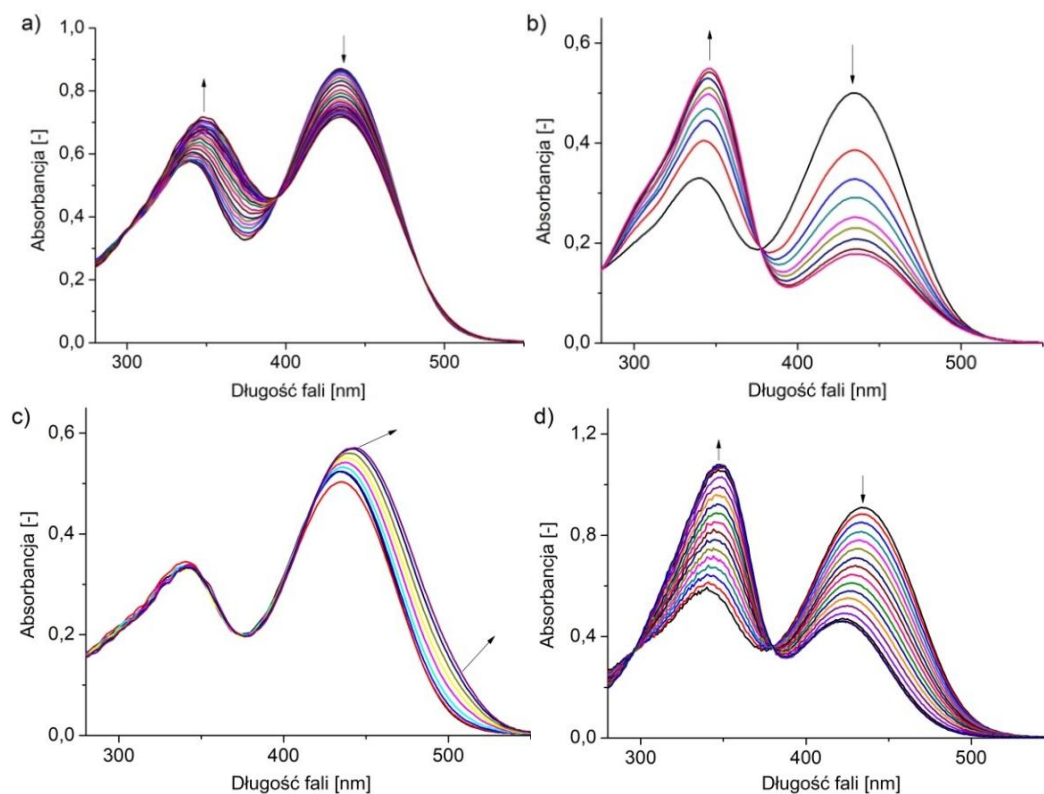 a)
1,0
0,8
0,6
0,4
0,2
0,0
Absorbancja [-]
300 400 500
Długość fali [nm]
b)
0,6
0,4
0,2
0,0
Absorbancja [-]
300 400 500
Długość fali [nm]
c)
0,6
0,4
0,2
0,0
Absorbancja [-]
300 400 500
Długość fali [nm]
d)
1,2
0,8
0,4
0,0
Absorbancja [-]
300 400 500
Długość fali [nm]